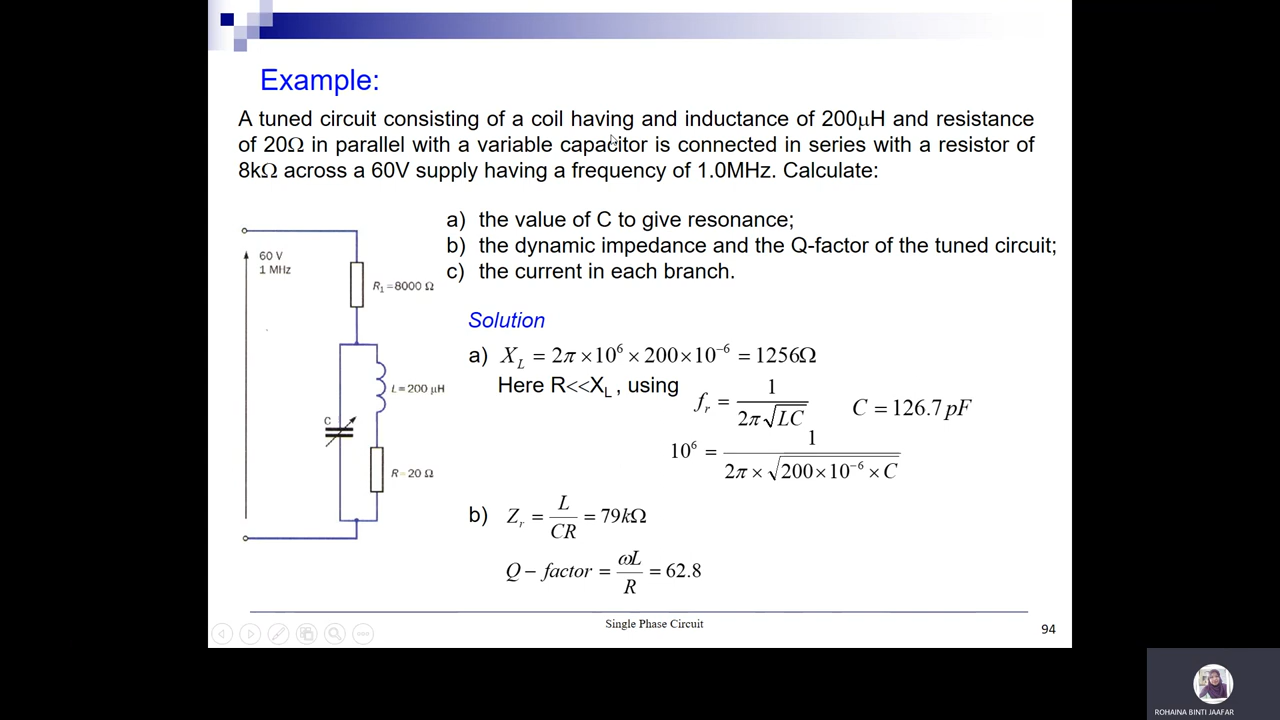 Example:
A tuned circuit consisting of a coil having and inductance of 200μH and resistance
of 20Ω in parallel with a variable capacitor is connected in series with a resistor of
8kΩ across a 60V supply having a frequency of 1.0MHz. Calculate:
a) the value of C to give resonance;
b) the dynamic impedance and the Q-factor of the tuned circuit;
c) the current in each branch.
60 V
1 MHz
R₁=8000 Ω
L=200 μH
C
R=20 Ω
Solution
a) X_L = 2π×10⁶×200×10⁻⁶ = 1256Ω
Here R<<X_L, using
f_r = 1/(2π√(LC))
C = 126.7pF
10⁶ = 1/(2π×√(200×10⁻⁶×C))
b) Z_r = L/(CR) = 79kΩ
Q − factor = ωL/R = 62.8
Single Phase Circuit
94
ROHAINA BINTI JAAFAR